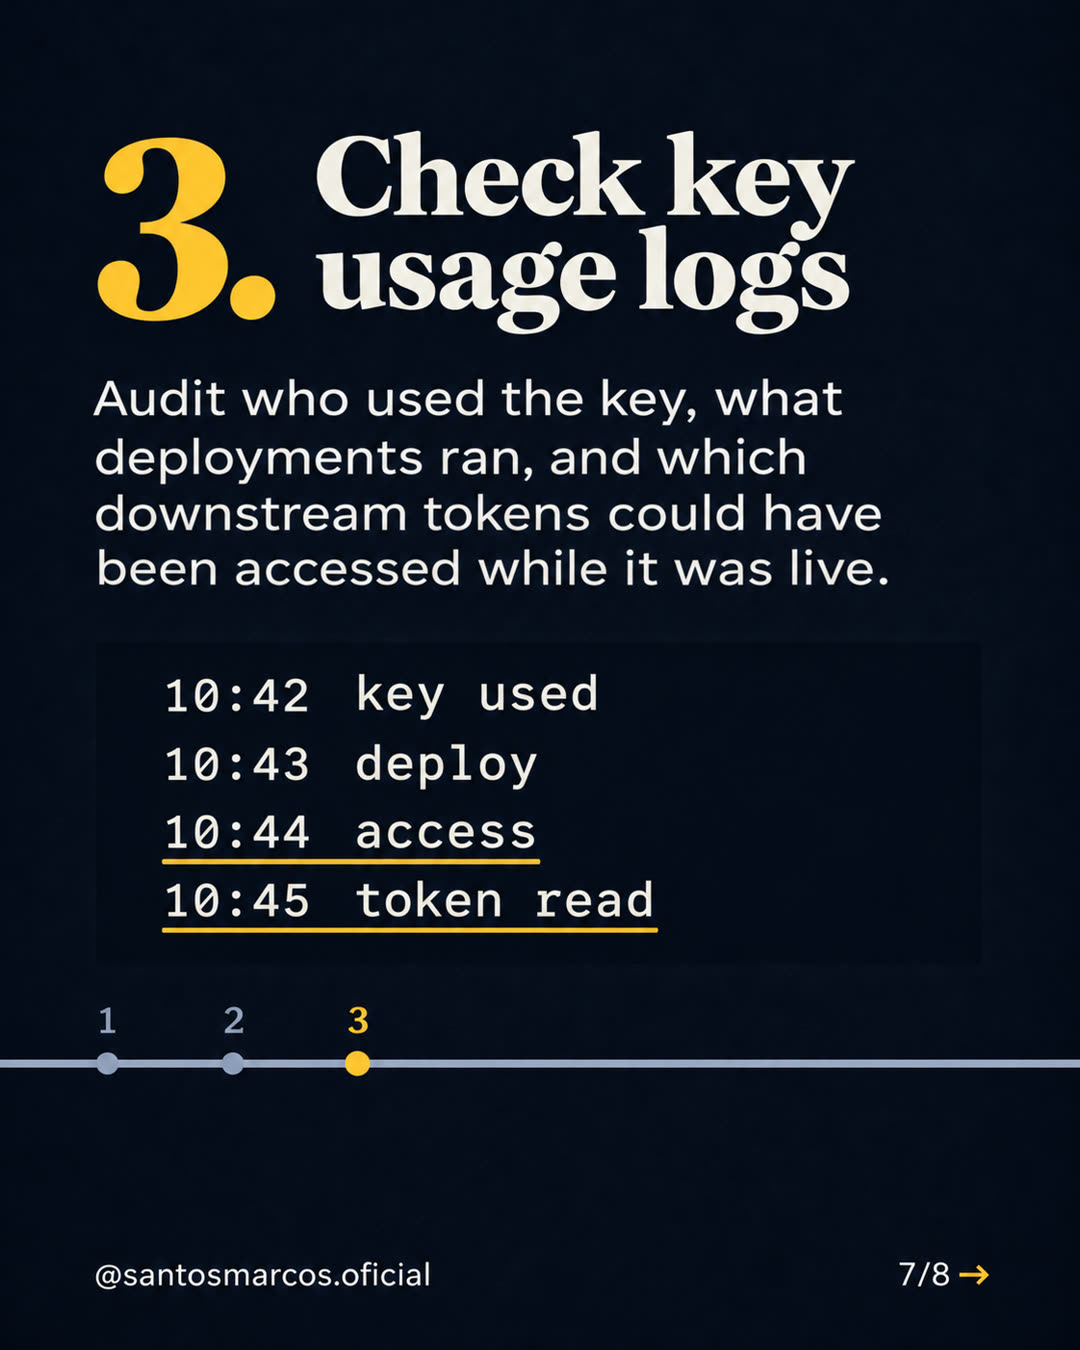 3. Check key
usage logs
Audit who used the key, what
deployments ran, and which
downstream tokens could have
been accessed while it was live.
10:42 key used
10:43 deploy
10:44 access
10:45 token read
1 2 3
@santosmarcos.oficial 7/8 →